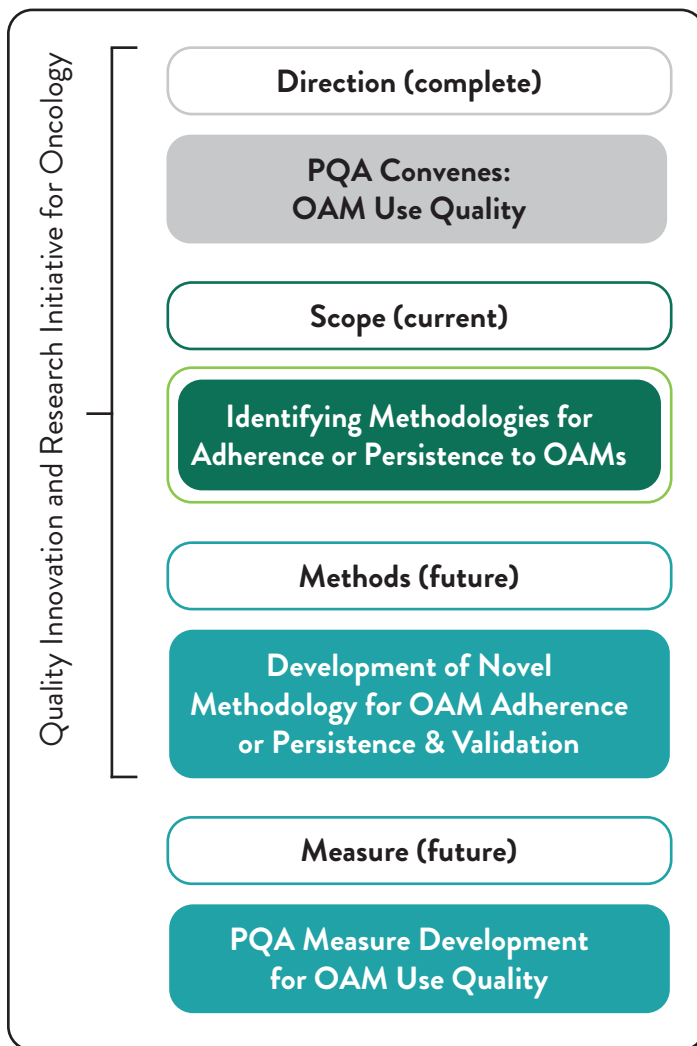 Quality Innovation and Research Initiative for Oncology
Direction (complete)
PQA Convenes:
OAM Use Quality
Scope (current)
Identifying Methodologies for
Adherence or Persistence to OAMs
Methods (future)
Development of Novel
Methodology for OAM Adherence
or Persistence & Validation
Measure (future)
PQA Measure Development
for OAM Use Quality